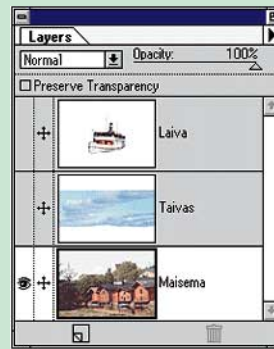 Layers
Normal Opacity: 100%
Preserve Transparency
Laiva
Taivas
Maisema